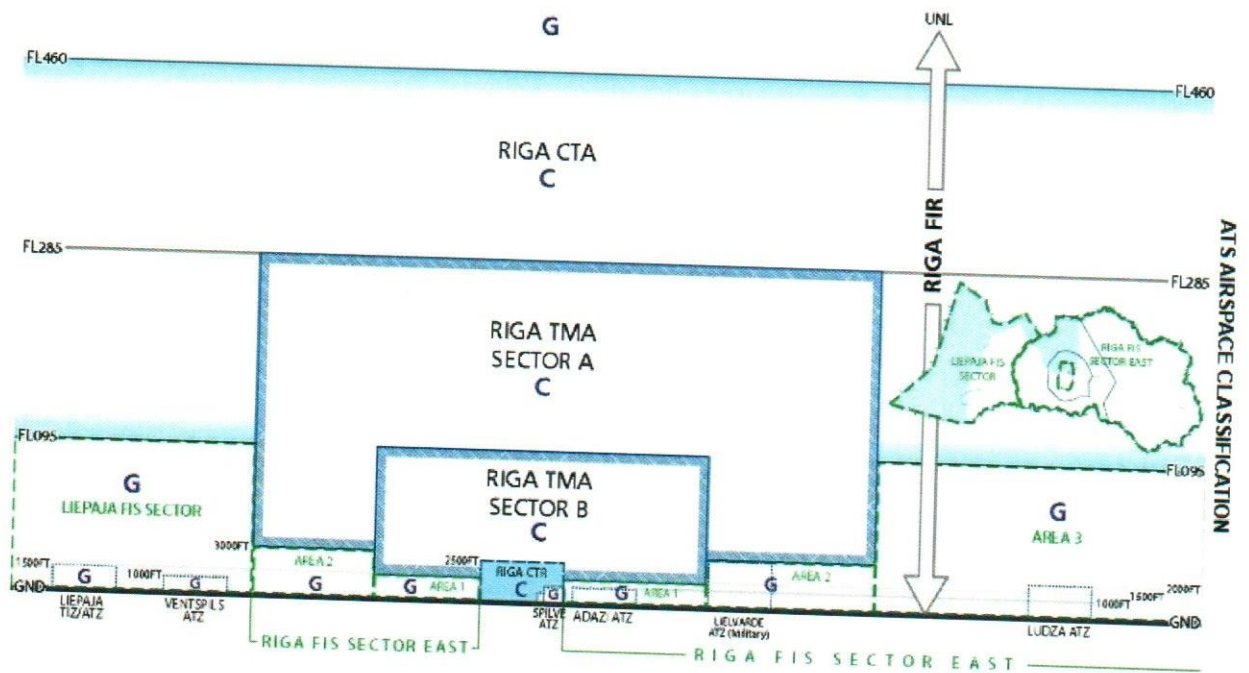 G
UNL
FL460
FL460
RIGA CTA
C
RIGA FIR
ATS AIRSPACE CLASSIFICATION
FL285
FL285
RIGA TMA
SECTOR A
C
LIEPAJA FIS
SECTOR
RIGA FIS
SECTOR EAST
FL095
FL095
G
LIEPAJA FIS SECTOR
RIGA TMA
SECTOR B
C
G
AREA 3
3000FT
AREA 2
G
2500FT
G
AREA 1
RIGA CTR
C
G
G
AREA 1
G
AREA 2
1500FT
G
1000FT
G
2000FT
1500FT
1000FT
GND
GND
LIEPAJA
TIZ/ATZ
VENTSPILS
ATZ
SPILVE
ATZ
ADAZI ATZ
LIELVARDE
ATZ (Military)
LUDZA ATZ
RIGA FIS SECTOR EAST
RIGA FIS SECTOR EAST